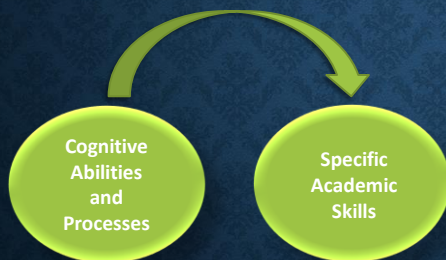 Cognitive
Abilities
and
Processes
Specific
Academic
Skills